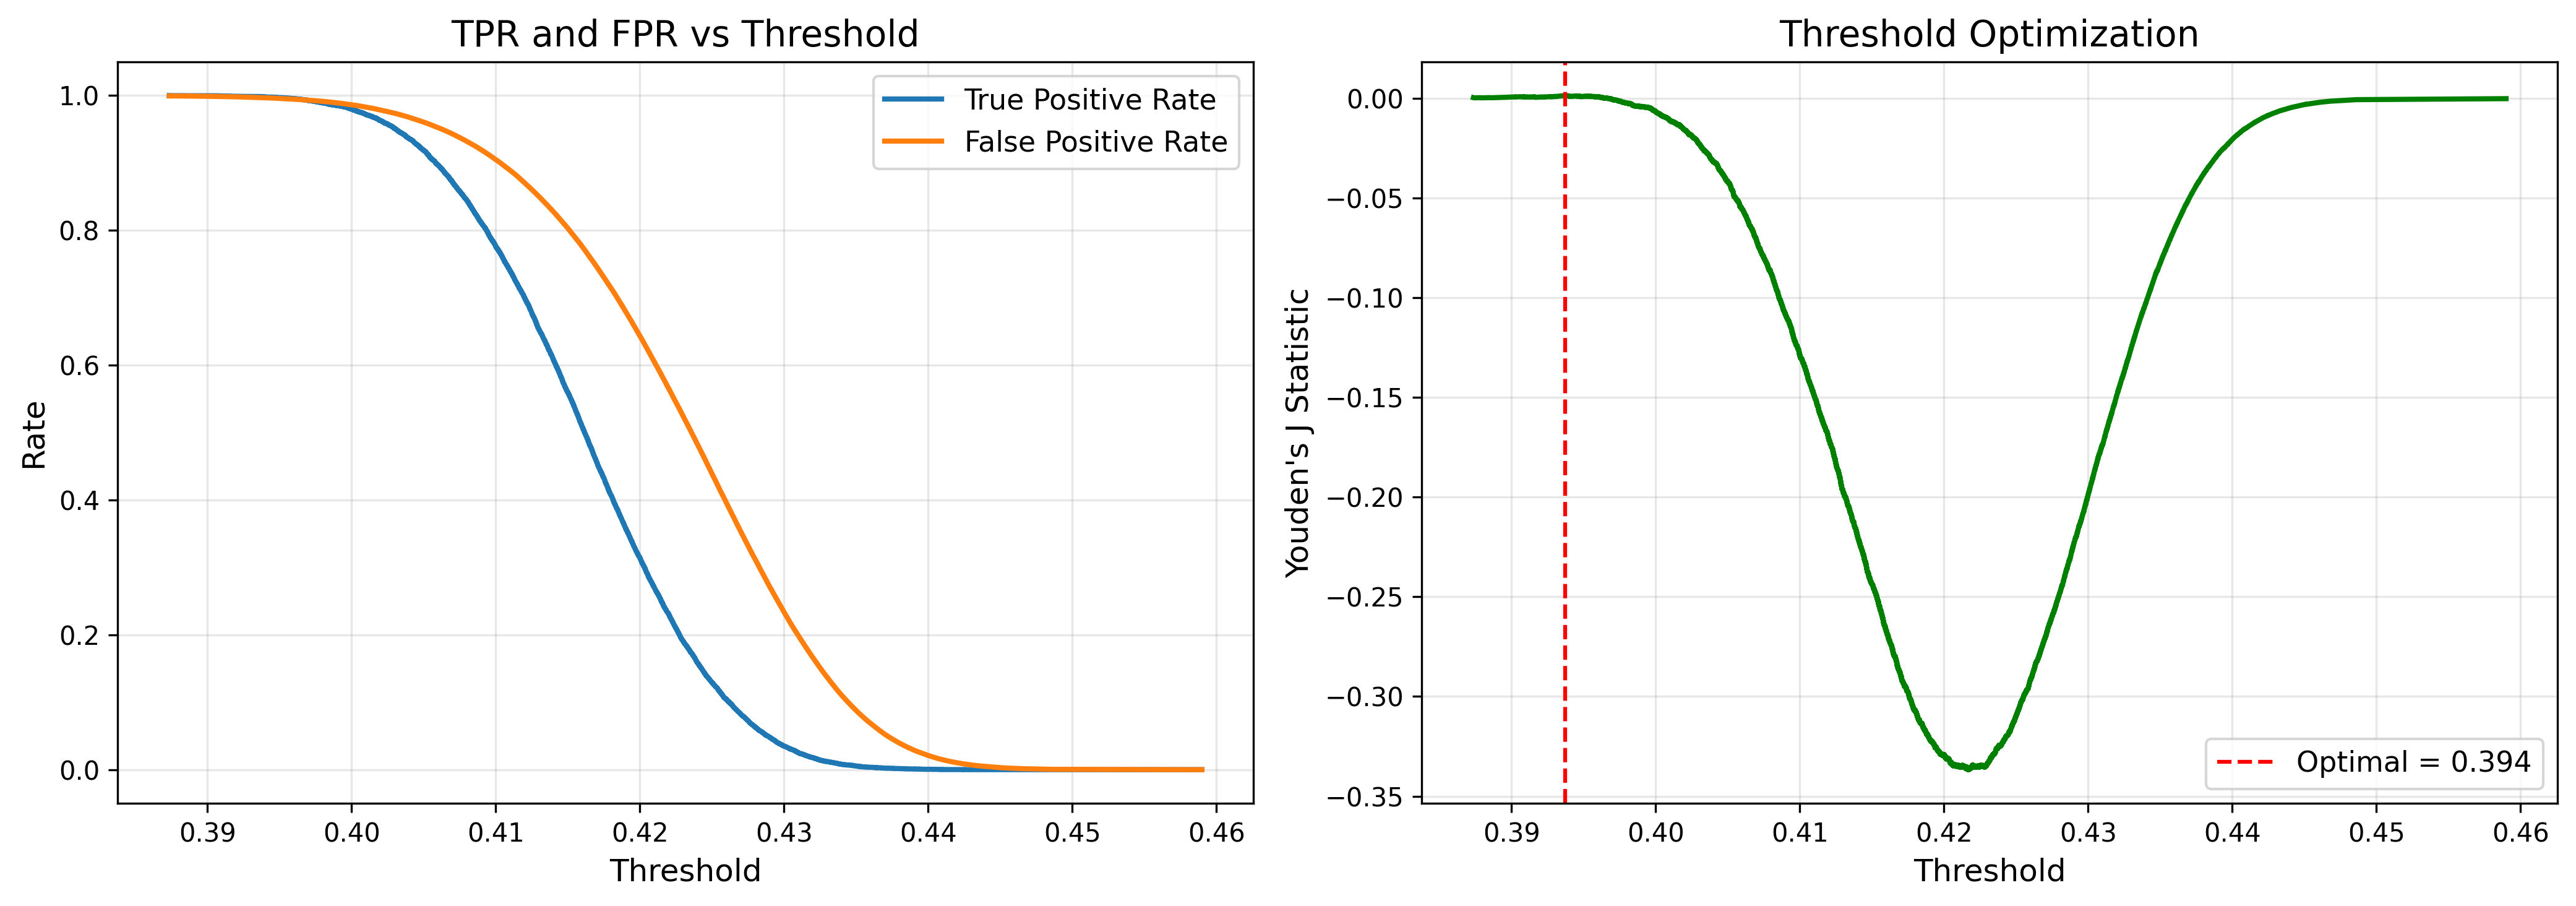 TPR and FPR vs Threshold
True Positive Rate
False Positive Rate
Rate
1.0
0.8
0.6
0.4
0.2
0.0
0.39 0.40 0.41 0.42 0.43 0.44 0.45 0.46
Threshold
Threshold Optimization
Youden's J Statistic
0.00
−0.05
−0.10
−0.15
−0.20
−0.25
−0.30
−0.35
Optimal = 0.394
0.39 0.40 0.41 0.42 0.43 0.44 0.45 0.46
Threshold